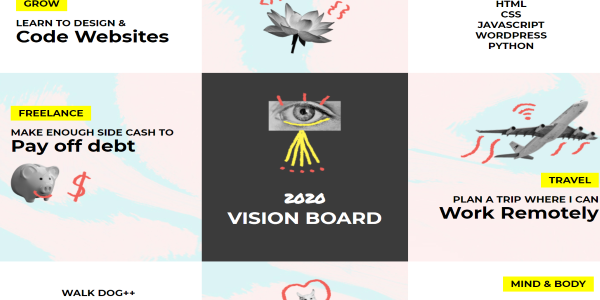 GROW
LEARN TO DESIGN &
Code Websites
HTML
CSS
JAVASCRIPT
WORDPRESS
PYTHON
FREELANCE
MAKE ENOUGH SIDE CASH TO
Pay off debt
$
2020
VISION BOARD
TRAVEL
PLAN A TRIP WHERE I CAN
Work Remotely
WALK DOG++
MIND & BODY